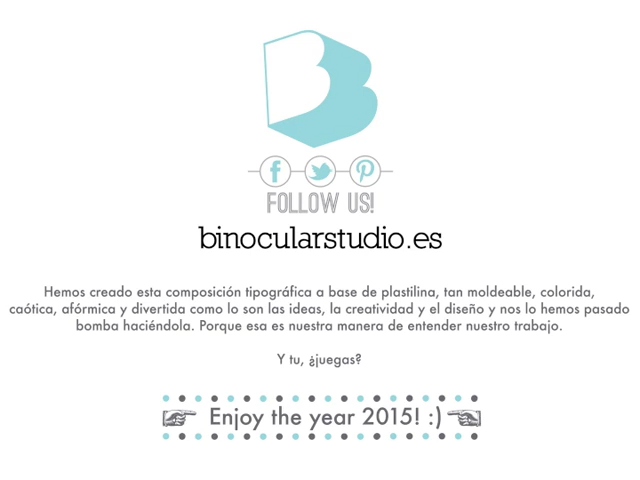 B
FOLLOW US!
binocularstudio.es
Hemos creado esta composición tipográfica a base de plastilina, tan moldeable, colorida,
caótica, afórmica y divertida como lo son las ideas, la creatividad y el diseño y nos lo hemos pasado
bomba haciéndola. Porque esa es nuestra manera de entender nuestro trabajo.
Y tu, ¿juegas?
Enjoy the year 2015! :)